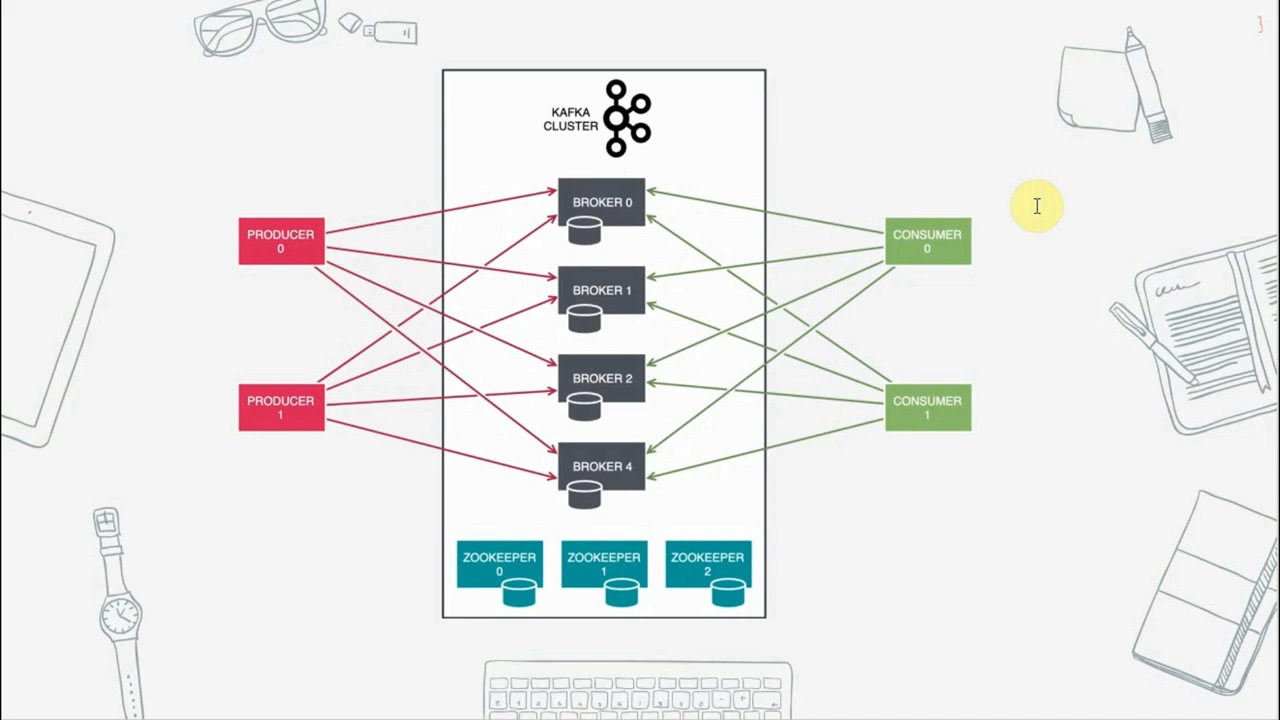 3
KAFKA
CLUSTER
BROKER 0
PRODUCER
0
CONSUMER
0
BROKER 1
BROKER 2
PRODUCER
1
CONSUMER
1
BROKER 4
ZOOKEEPER
0
ZOOKEEPER
1
ZOOKEEPER
2